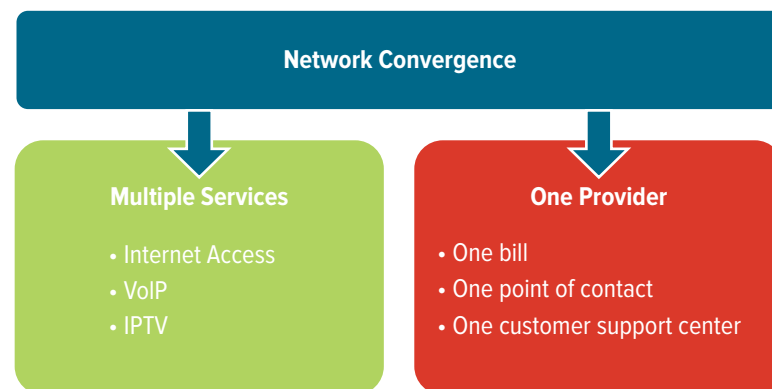 Network Convergence
Multiple Services
• Internet Access
• VoIP
• IPTV
One Provider
• One bill
• One point of contact
• One customer support center